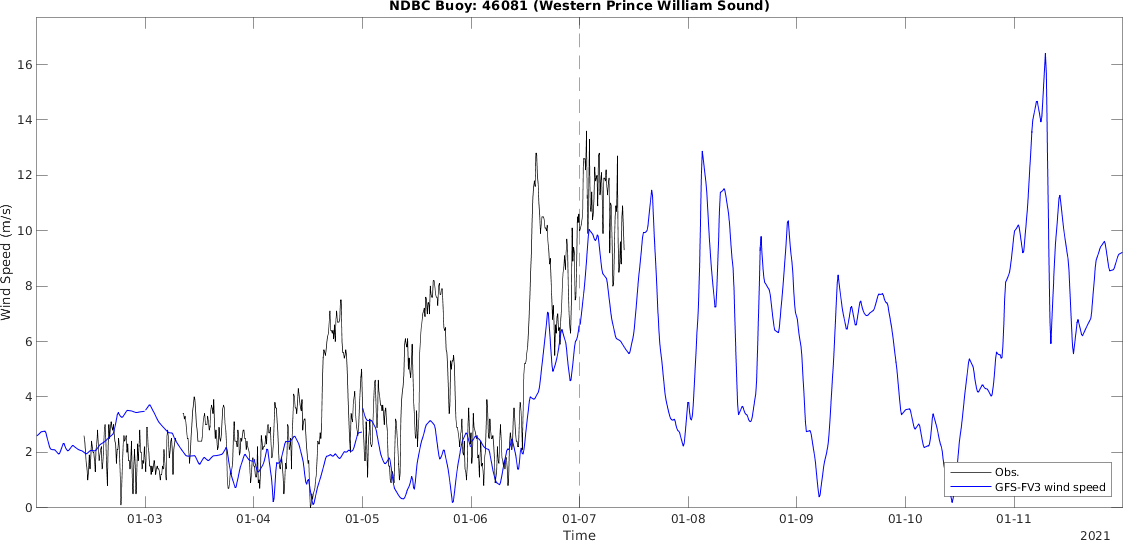 NDBC Buoy: 46081 (Western Prince William Sound)
Wind Speed (m/s)
16
14
12
10
8
6
4
2
0
Obs.
GFS-FV3 wind speed
01-03 01-04 01-05 01-06 01-07 01-08 01-09 01-10 01-11
Time
2021